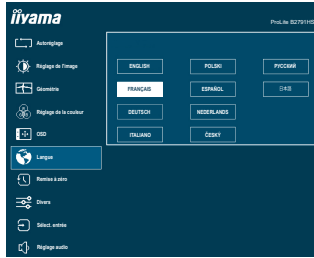 iiyama
ProLite B2791HS
Autoréglage
Réglage de l'image
Géométrie
Réglage de la couleur
OSD
Langue
Remise à zéro
Divers
Sélect. entrée
Réglage audio
ENGLISH
POLSKI
РУССКИЙ
FRANÇAIS
ESPAÑOL
日本語
DEUTSCH
NEDERLANDS
ITALIANO
ČESKÝ